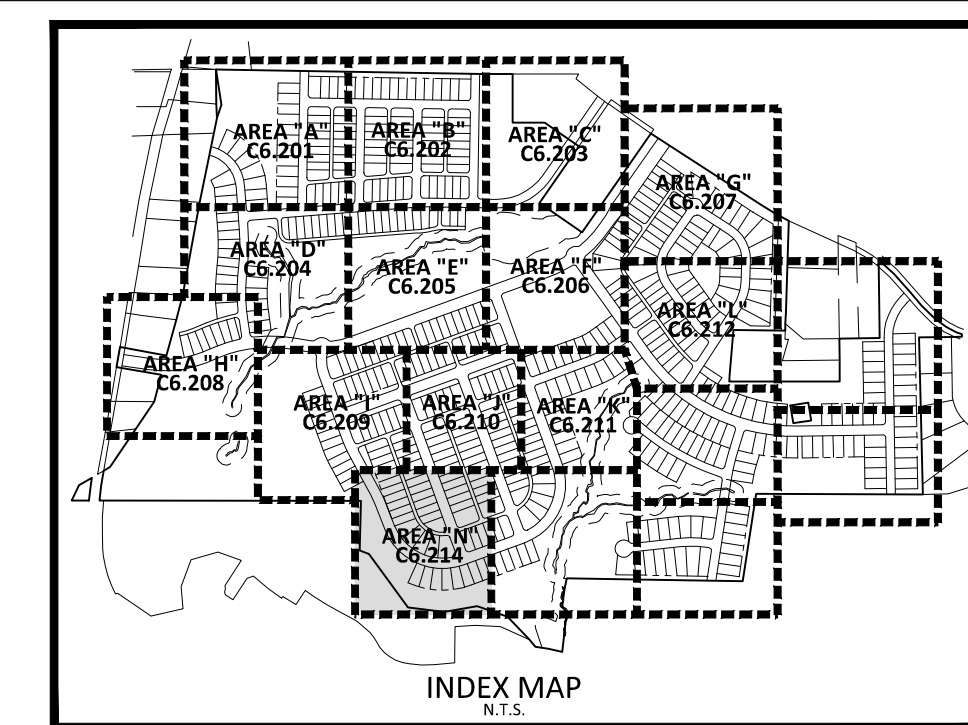 AREA "A"
C6.201
AREA "B"
C6.202
AREA "C"
C6.203
AREA "G"
C6.207
AREA "D"
C6.204
AREA "E"
C6.205
AREA "F"
C6.206
AREA "L"
C6.212
AREA "H"
C6.208
AREA "I"
C6.209
AREA "J"
C6.210
AREA "K"
C6.211
AREA "N"
C6.214
INDEX MAP
N.T.S.